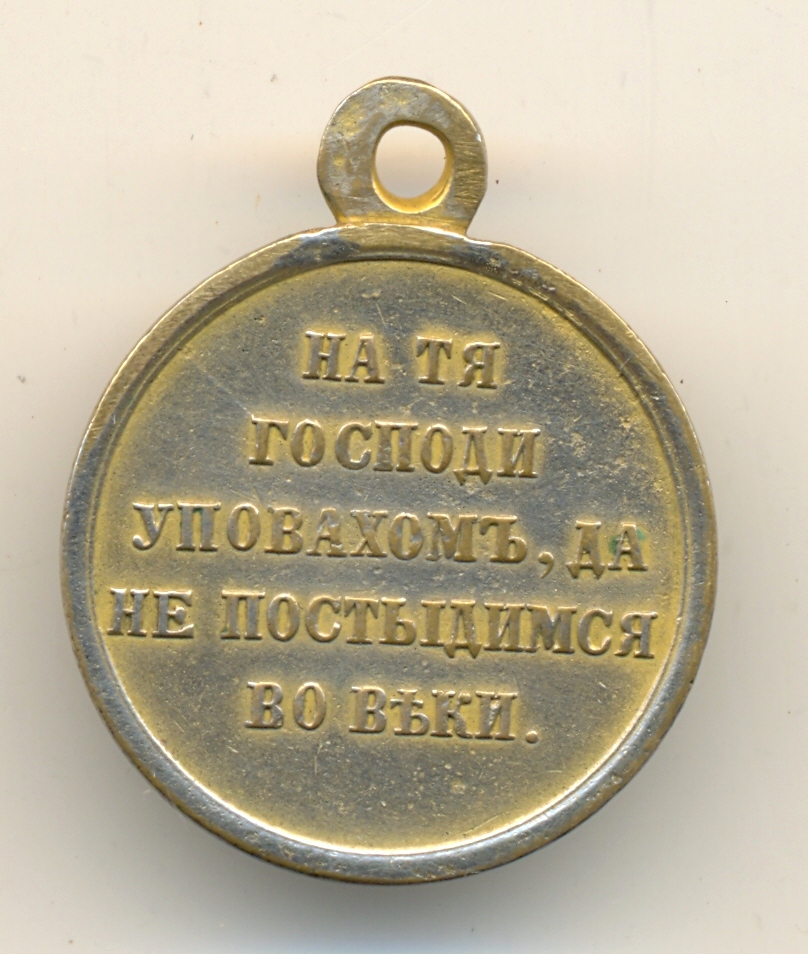 НА ТЯ
ГОСПОДИ
УПОВАХОМЪ, ДА
НЕ ПОСТЫДИМСЯ
ВО ВѢКИ.